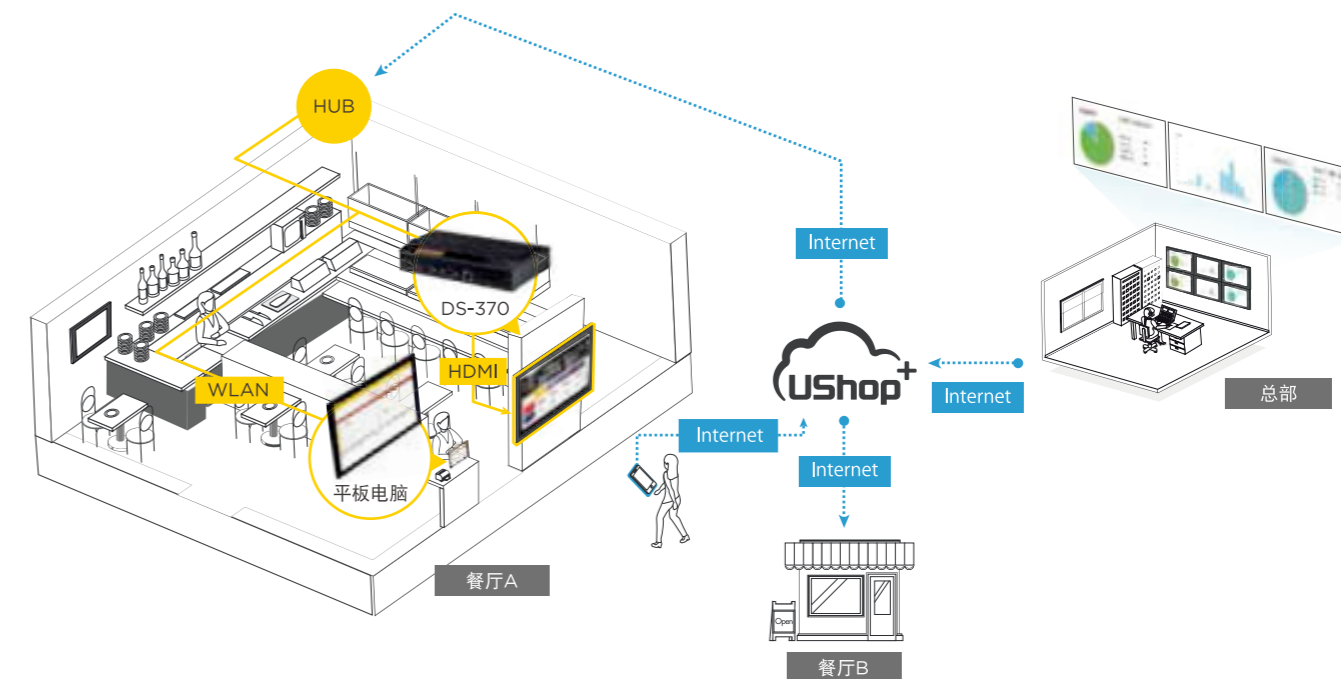 HUB
Internet
DS-370
HDMI
WLAN
UShop+
Internet
总部
Internet
Internet
平板电脑
餐厅A
Open
餐厅B